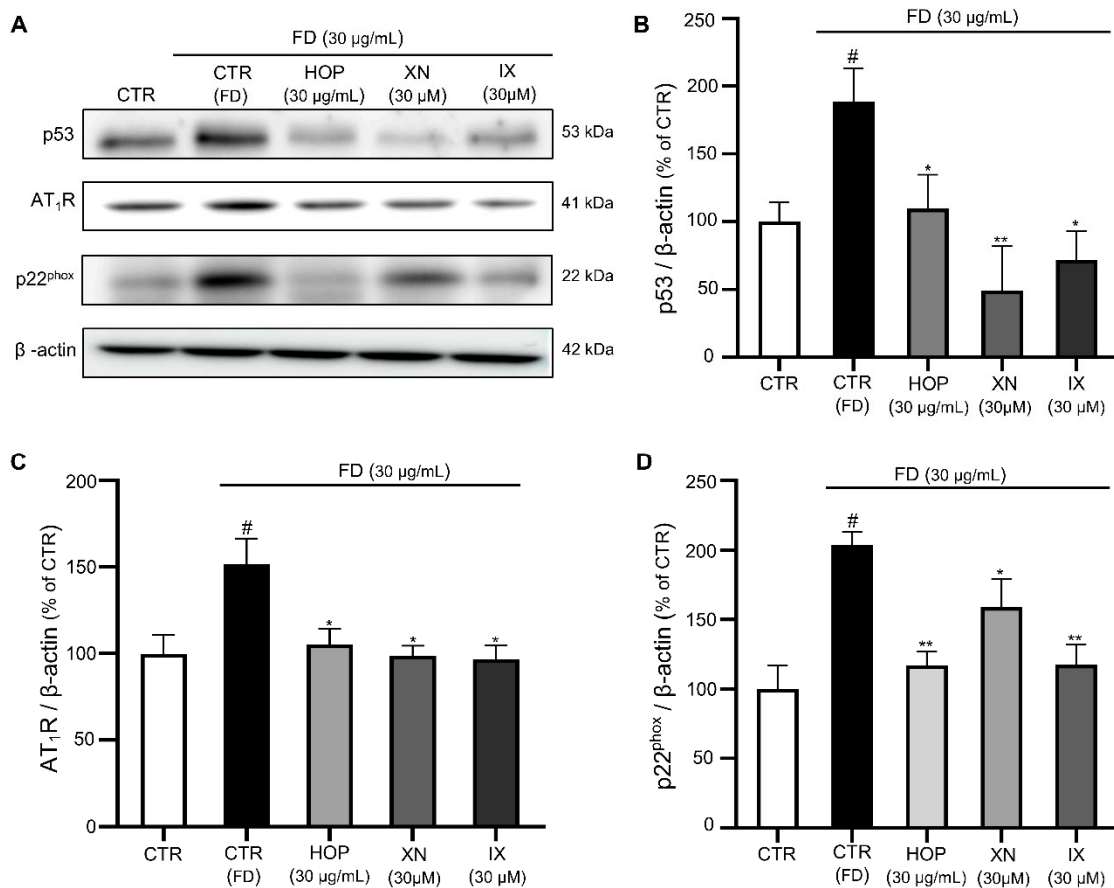 A
FD (30 µg/mL)
CTR
CTR
(FD)
HOP
(30 µg/mL)
XN
(30 µM)
IX
(30µM)
p53
53 kDa
AT₁R
41 kDa
p22ᵖʰᵒˣ
22 kDa
β -actin
42 kDa
B
FD (30 µg/mL)
p53 / β-actin (% of CTR)
250
200
150
100
50
0
#
*
**
*
CTR
CTR
(FD)
HOP
(30 µg/mL)
XN
(30µM)
IX
(30 µM)
C
FD (30 µg/mL)
AT₁R / β-actin (% of CTR)
200
150
100
50
0
#
*
*
*
CTR
CTR
(FD)
HOP
(30 µg/mL)
XN
(30µM)
IX
(30 µM)
D
FD (30 µg/mL)
p22ᵖʰᵒˣ / β-actin (% of CTR)
250
200
150
100
50
0
#
**
*
**
CTR
CTR
(FD)
HOP
(30 µg/mL)
XN
(30µM)
IX
(30 µM)